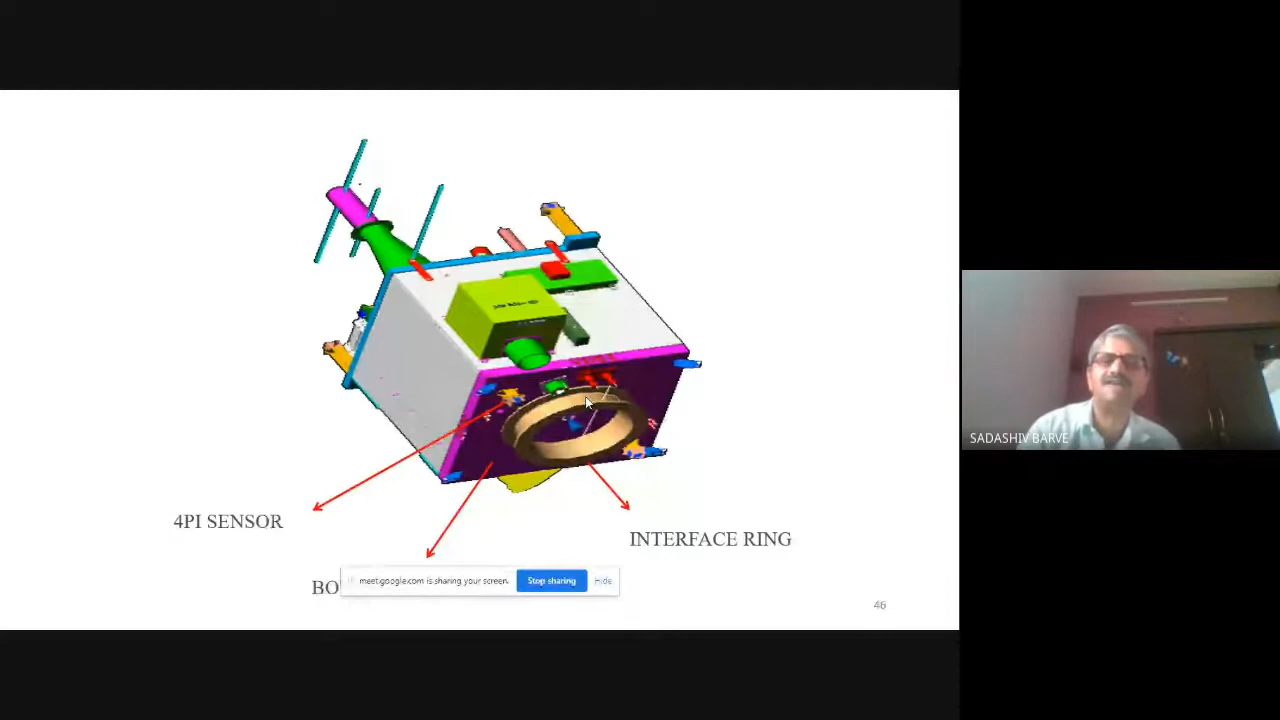 SADASHIV BARVE
4PI SENSOR
INTERFACE RING
BO
meet.google.com is sharing your screen.
Stop sharing
Hide
46